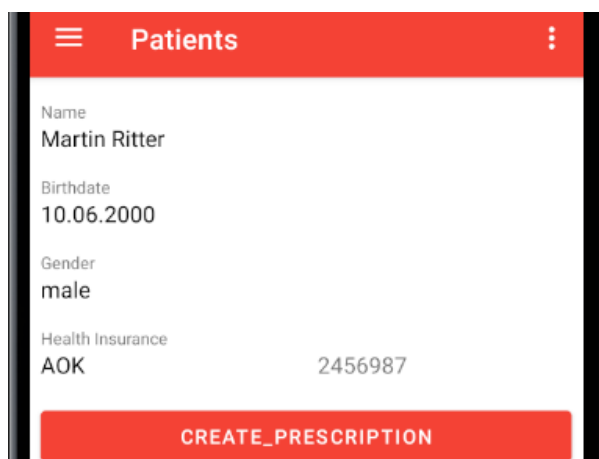 Patients
Name
Martin Ritter
Birthdate
10.06.2000
Gender
male
Health Insurance
AOK 2456987
CREATE_PRESCRIPTION